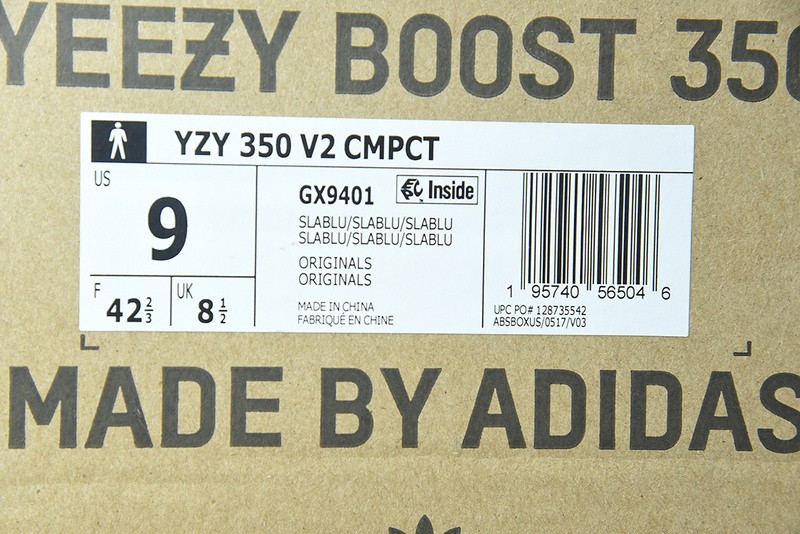 YEEZY BOOST 350
YZY 350 V2 CMPCT
US
9
F
42 2/3
UK
8 1/2
GX9401
Inside
SLABLU/SLABLU/SLABLU
SLABLU/SLABLU/SLABLU
ORIGINALS
ORIGINALS
MADE IN CHINA
FABRIQUÉ EN CHINE
1 95740 56504 6
UPC PO# 128735542
ABSBOXUS/0517/V03
MADE BY ADIDAS